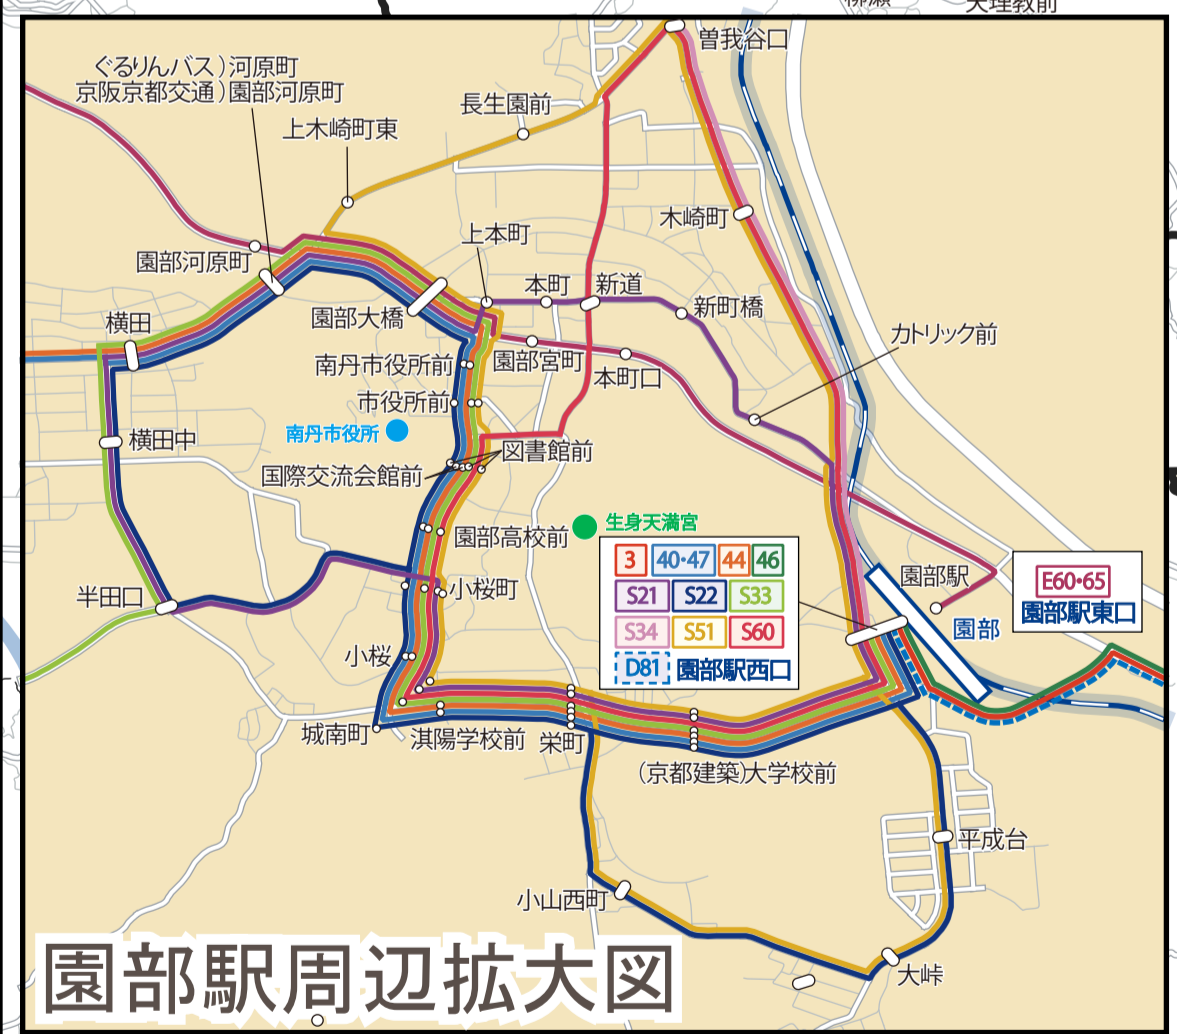 天理教前
曽我谷口
ぐるりんバス)河原町
京阪京都交通)園部河原町
長生園前
上木崎町東
木崎町
上本町
園部河原町
本町
新道
新町橋
園部大橋
横田
カトリック前
園部宮町
南丹市役所前
本町口
市役所前
南丹市役所
横田中
図書館前
国際交流会館前
生身天満宮
園部高校前
3
40・47
44
46
S21
S22
S33
S34
S51
S60
D81
園部駅西口
園部駅
E60・65
園部駅東口
園部
小桜町
半田口
小桜
城南町
淇陽学校前
栄町
(京都建築)大学校前
平成台
小山西町
大峠
園部駅周辺拡大図